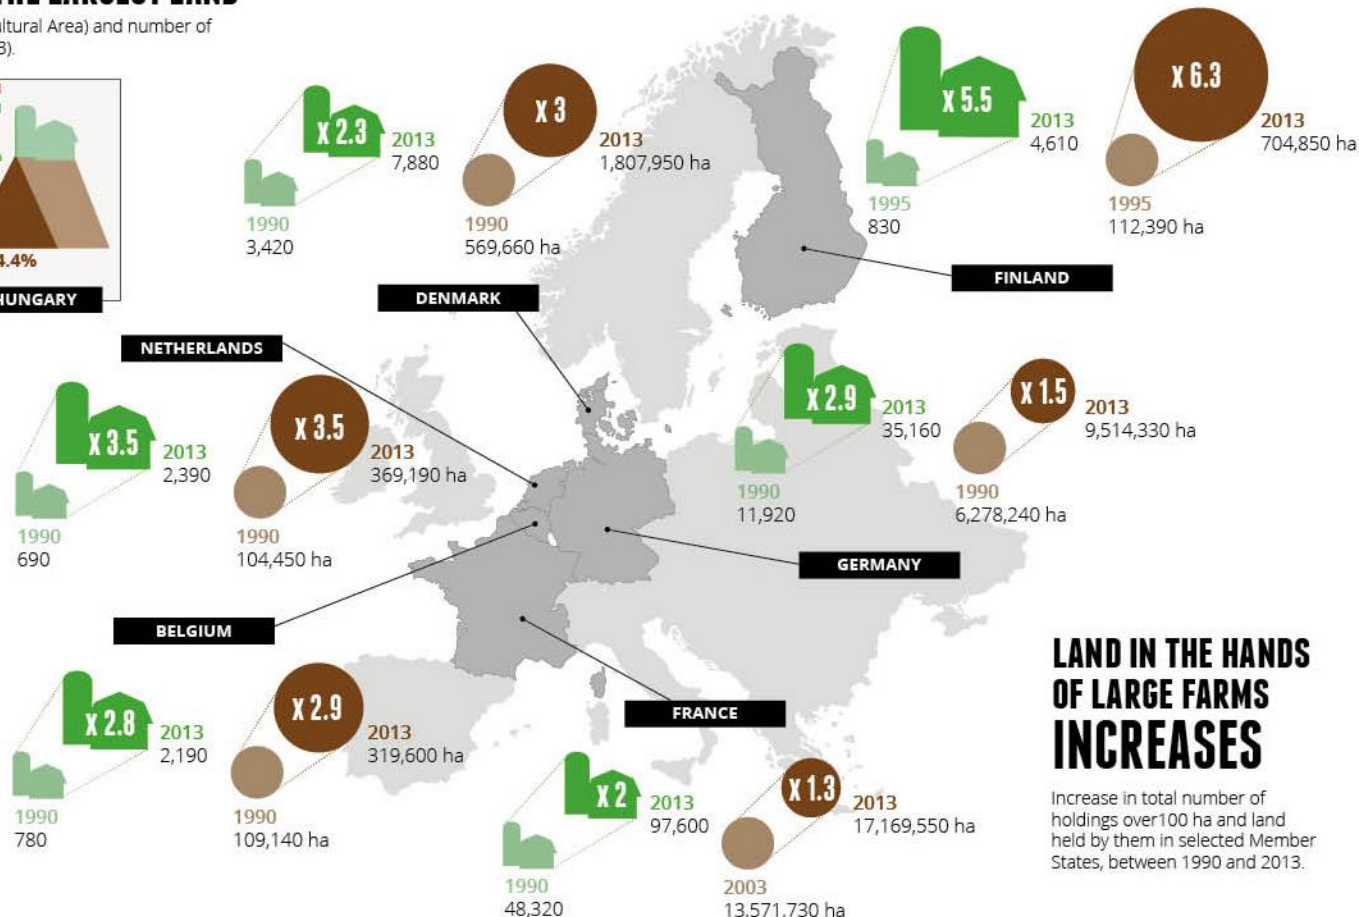 ultural Area) and number of
3).
4.4%
HUNGARY
x 2.3
2013
7,880
1990
3,420
x 3
2013
1,807,950 ha
1990
569,660 ha
DENMARK
x 5.5
2013
4,610
1995
830
x 6.3
2013
704,850 ha
1995
112,390 ha
FINLAND
NETHERLANDS
x 3.5
2013
2,390
1990
690
x 3.5
2013
369,190 ha
1990
104,450 ha
x 2.9
2013
35,160
1990
11,920
x 1.5
2013
9,514,330 ha
1990
6,278,240 ha
GERMANY
BELGIUM
x 2.8
2013
2,190
1990
780
x 2.9
2013
319,600 ha
1990
109,140 ha
FRANCE
x 2
2013
97,600
1990
48,320
x 1.3
2013
17,169,550 ha
2003
13,571,730 ha
LAND IN THE HANDS
OF LARGE FARMS
INCREASES
Increase in total number of
holdings over100 ha and land
held by them in selected Member
States, between 1990 and 2013.